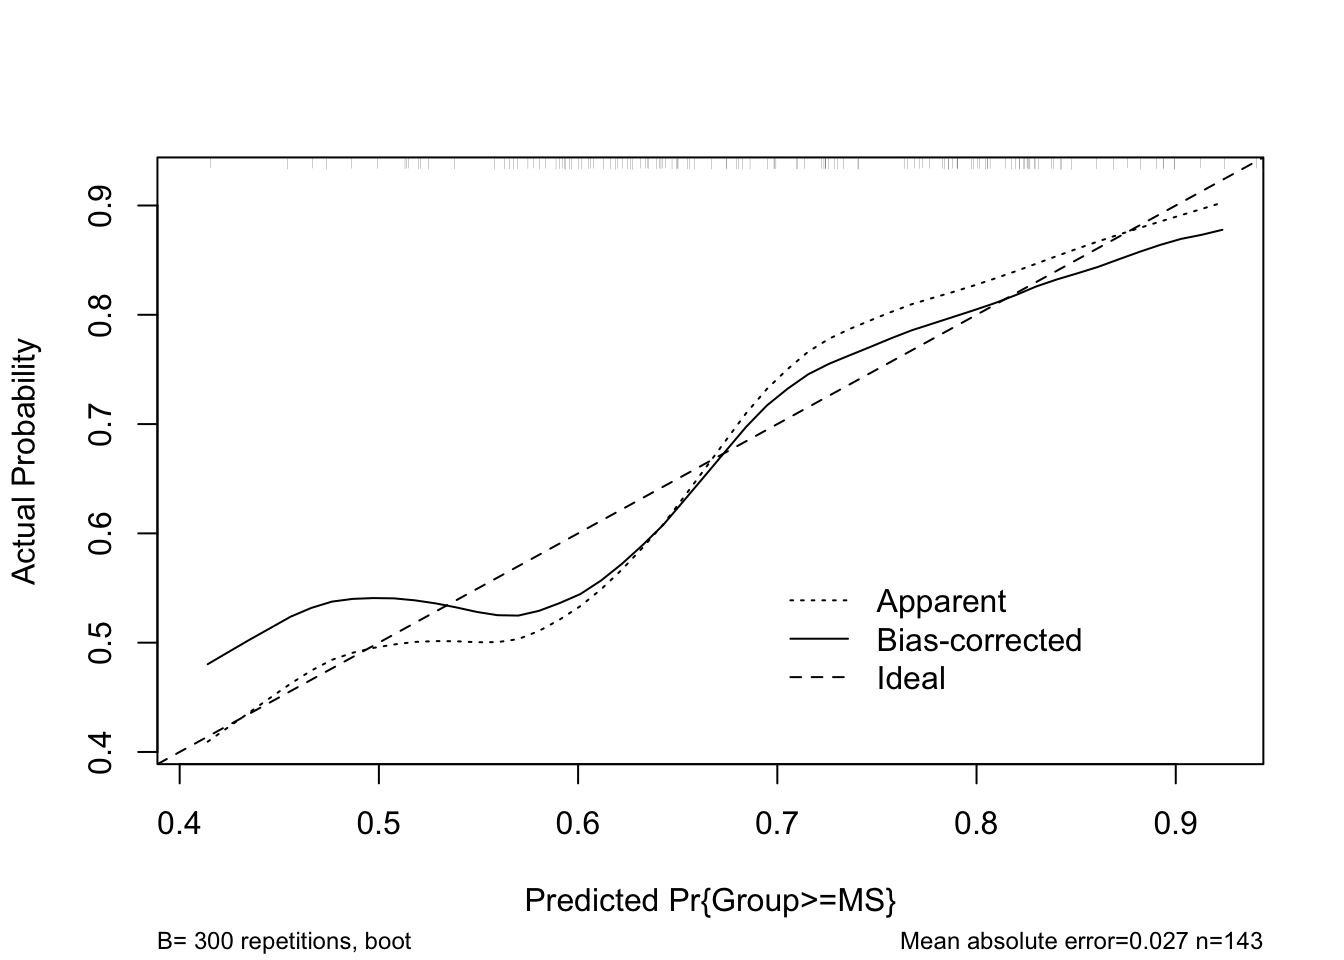 0.9
0.8
0.7
0.6
0.5
0.4
Actual Probability
Apparent
Bias-corrected
Ideal
0.4 0.5 0.6 0.7 0.8 0.9
Predicted Pr{Group>=MS}
B= 300 repetitions, boot
Mean absolute error=0.027 n=143